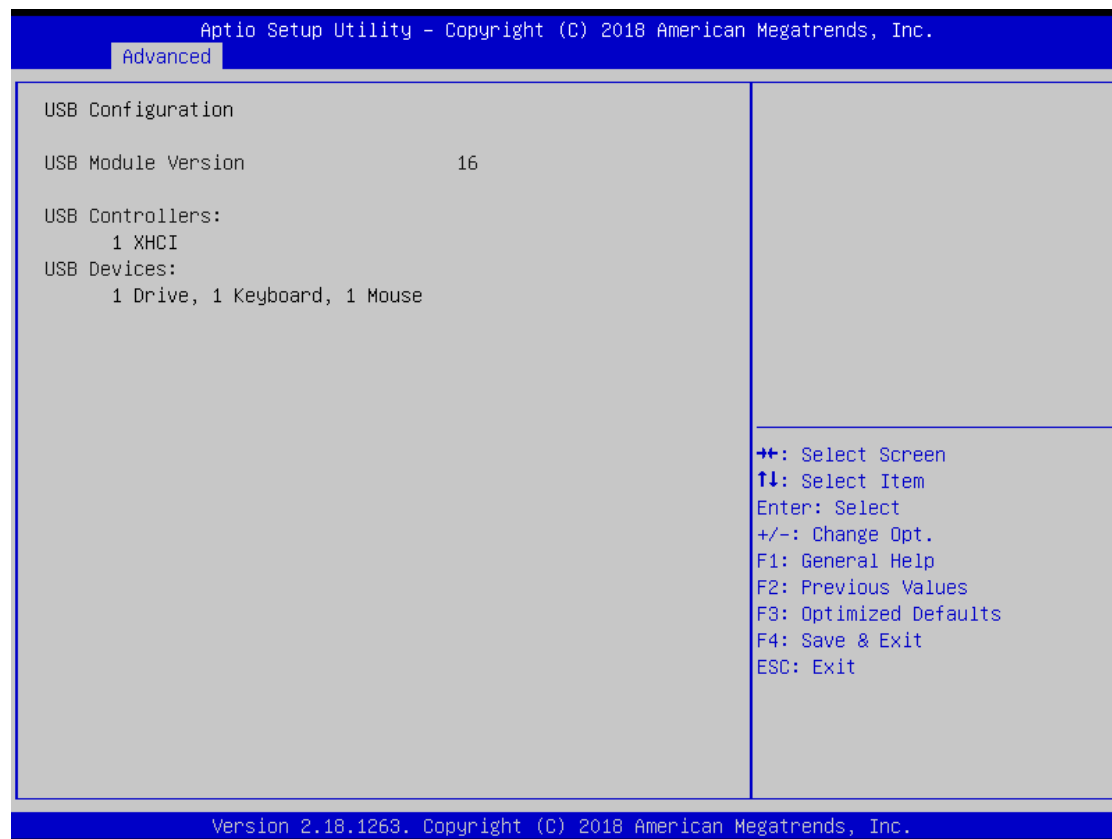 Aptio Setup Utility – Copyright (C) 2018 American Megatrends, Inc.
Advanced
USB Configuration
USB Module Version 16
USB Controllers:
1 XHCI
USB Devices:
1 Drive, 1 Keyboard, 1 Mouse
→←: Select Screen
↑↓: Select Item
Enter: Select
+/-: Change Opt.
F1: General Help
F2: Previous Values
F3: Optimized Defaults
F4: Save & Exit
ESC: Exit
Version 2.18.1263. Copyright (C) 2018 American Megatrends, Inc.